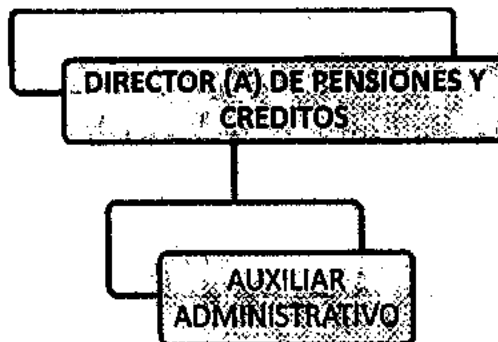 DIRECTOR (A) DE PENSIONES Y
CREDITOS
AUXILIAR
ADMINISTRATIVO